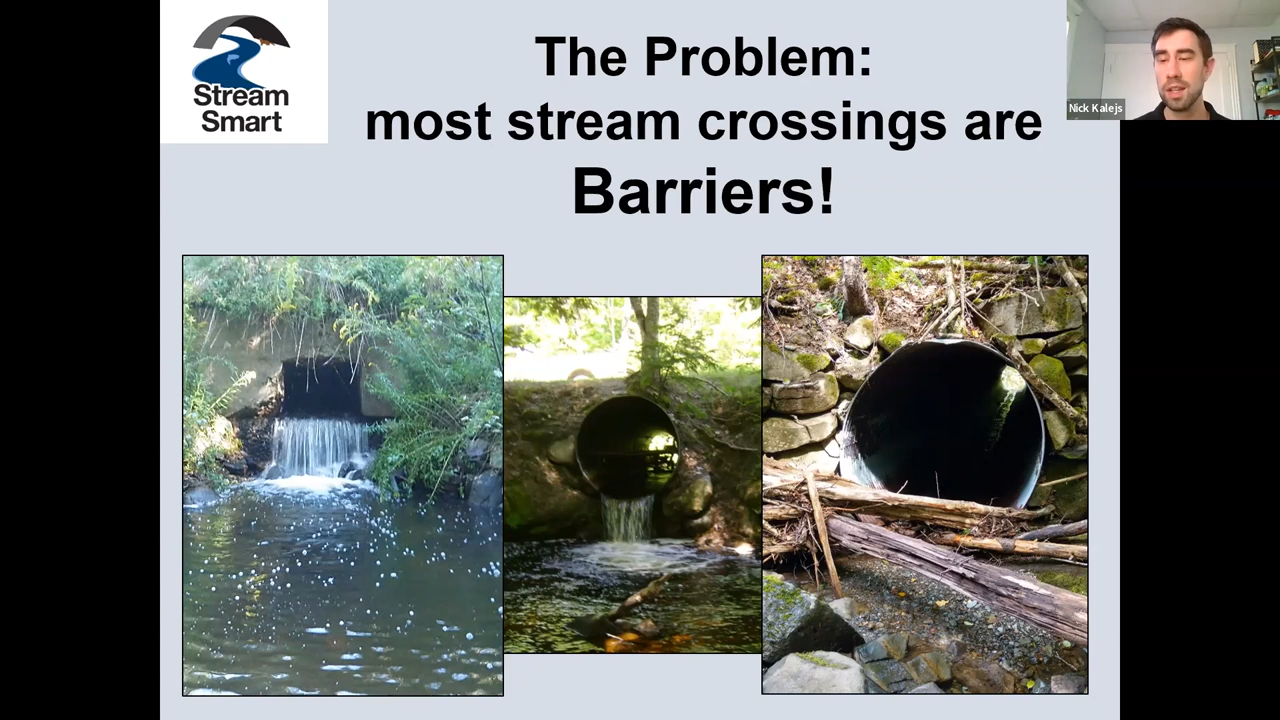 Stream
Smart
The Problem:
most stream crossings are
Barriers!
Nick Kalejs